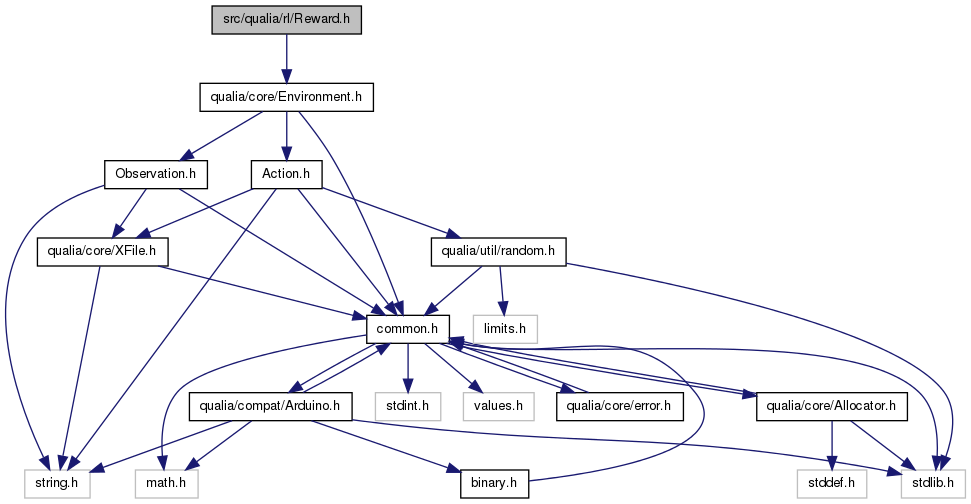 src/qualia/rl/Reward.h
qualia/core/Environment.h
Observation.h
Action.h
qualia/core/XFile.h
qualia/util/random.h
common.h
limits.h
qualia/compat/Arduino.h
stdint.h
values.h
qualia/core/error.h
qualia/core/Allocator.h
string.h
math.h
binary.h
stddef.h
stdlib.h